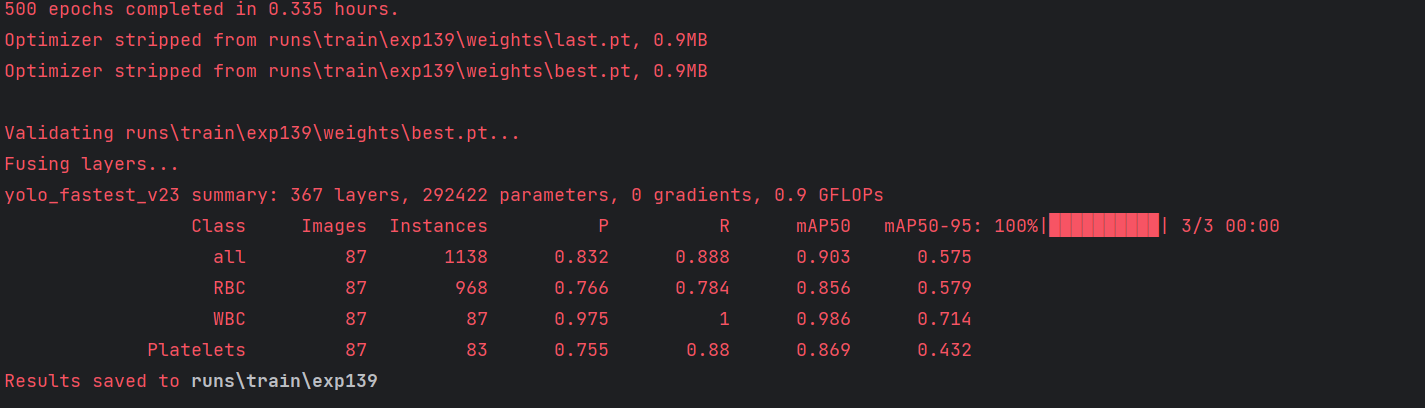 500 epochs completed in 0.335 hours.
Optimizer stripped from runs\train\exp139\weights\last.pt, 0.9MB
Optimizer stripped from runs\train\exp139\weights\best.pt, 0.9MB
Validating runs\train\exp139\weights\best.pt...
Fusing layers...
yolo_fastest_v23 summary: 367 layers, 292422 parameters, 0 gradients, 0.9 GFLOPs
Class Images Instances P R mAP50 mAP50-95: 100%|██████████| 3/3 00:00
all 87 1138 0.832 0.888 0.903 0.575
RBC 87 968 0.766 0.784 0.856 0.579
WBC 87 87 0.975 1 0.986 0.714
Platelets 87 83 0.755 0.88 0.869 0.432
Results saved to runs\train\exp139